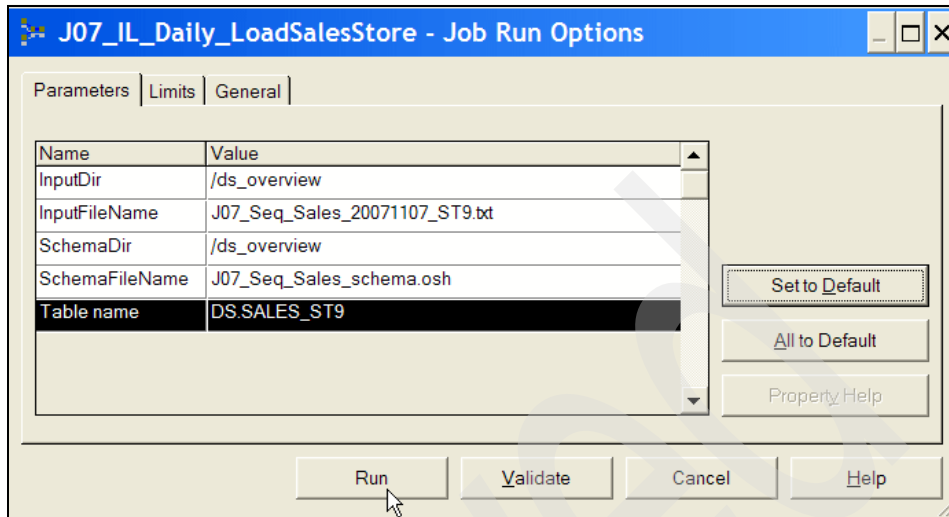 J07_IL_Daily_LoadSalesStore - Job Run Options
Parameters Limits General
Name Value
InputDir /ds_overview
InputFileName J07_Seq_Sales_20071107_ST9.txt
SchemaDir /ds_overview
SchemaFileName J07_Seq_Sales_schema.osh
Table name DS.SALES_ST9
Set to Default
All to Default
Property Help
Run Validate Cancel Help